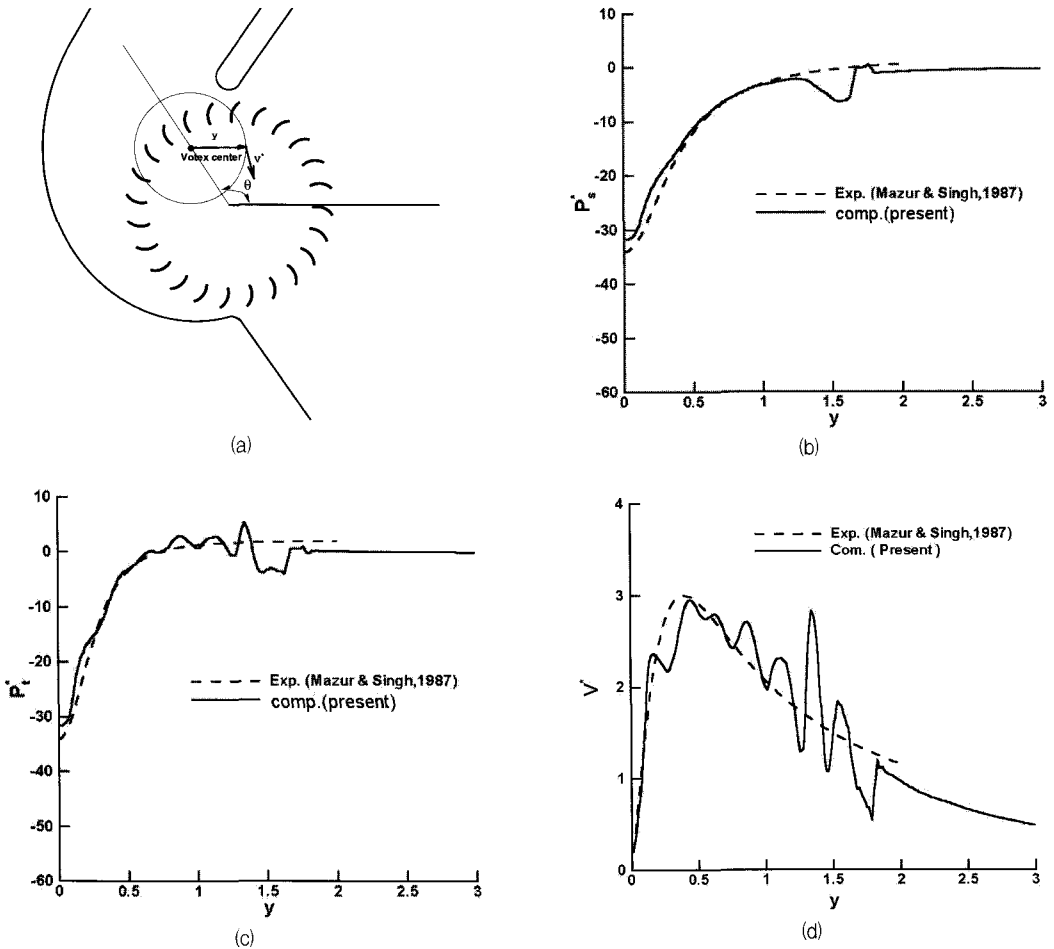 y
Votex center
v*
θ
(a)
10
0
-10
-20
-30
-40
-50
-60
P*s
Exp. (Mazur & Singh,1987)
comp.(present)
0
0.5
1
1.5
2
2.5
3
y
(b)
10
0
-10
-20
-30
-40
-50
-60
P*t
Exp. (Mazur & Singh,1987)
comp.(present)
0
0.5
1
1.5
2
2.5
3
y
(c)
4
3
2
1
0
V*
Exp. (Mazur & Singh,1987)
Com. ( Present )
0
0.5
1
1.5
2
2.5
3
y
(d)